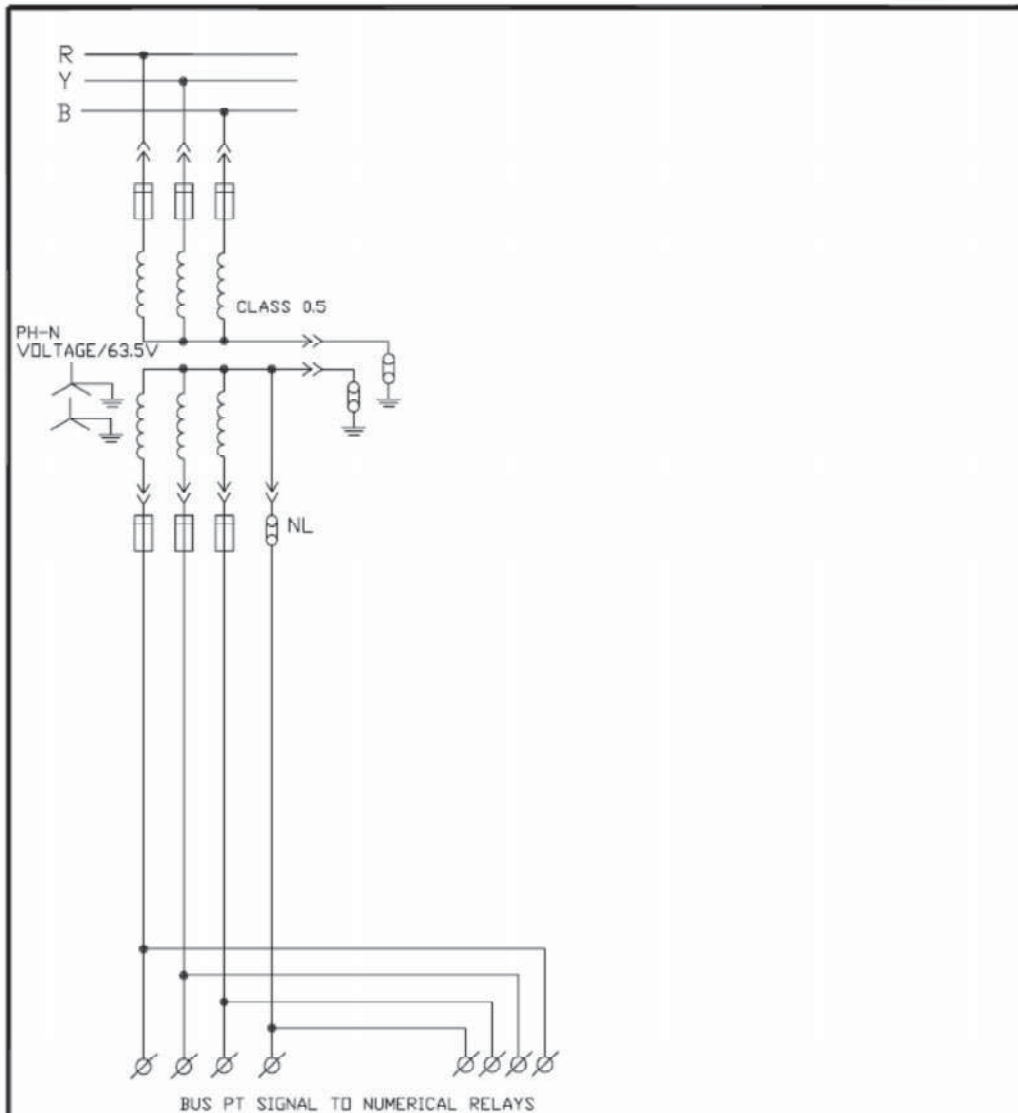 R
Y
B
CLASS 0.5
PH-N
VOLTAGE/63.5V
NL
BUS PT SIGNAL TO NUMERICAL RELAYS